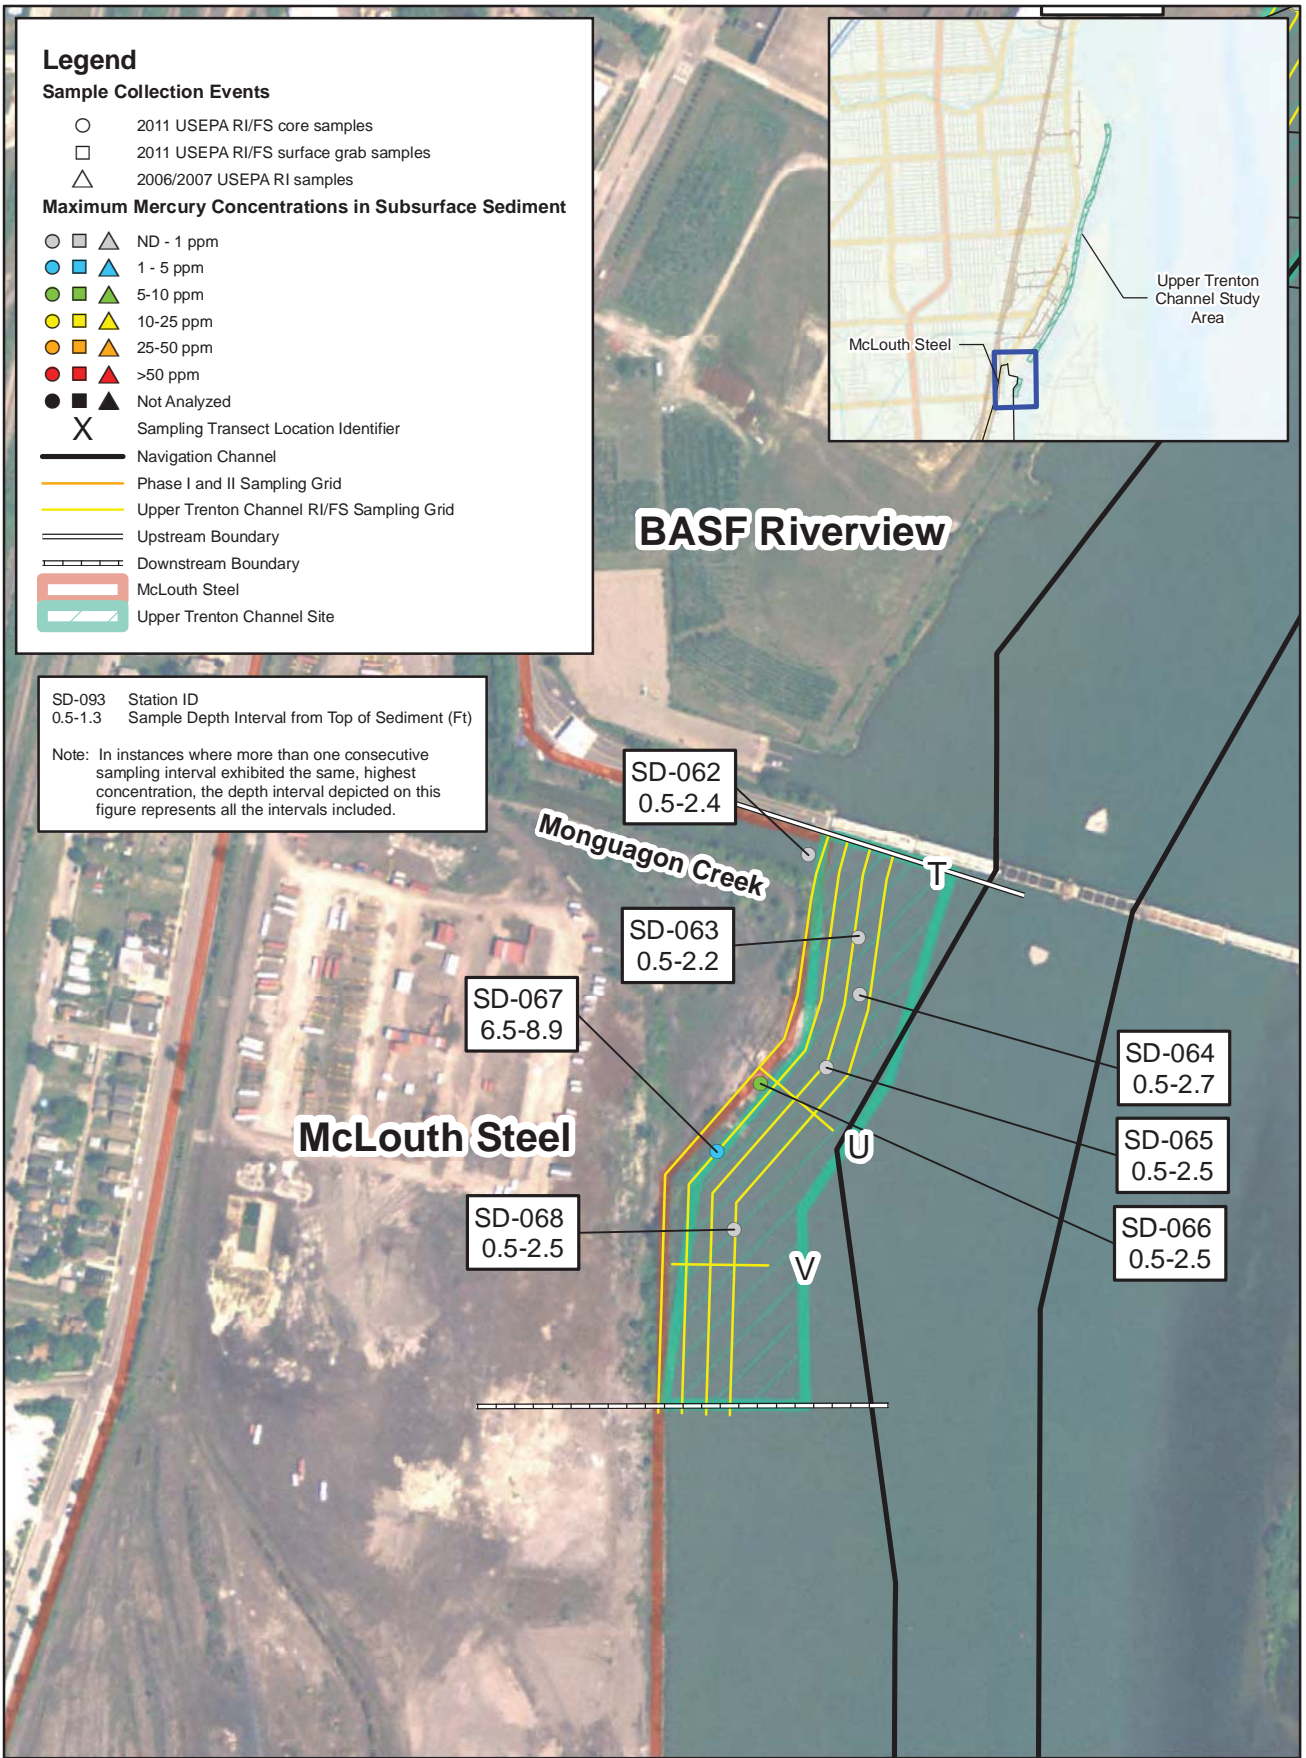 Legend
Sample Collection Events
2011 USEPA RI/FS core samples
2011 USEPA RI/FS surface grab samples
2006/2007 USEPA RI samples
Maximum Mercury Concentrations in Subsurface Sediment
ND - 1 ppm
1 - 5 ppm
5-10 ppm
10-25 ppm
25-50 ppm
>50 ppm
Not Analyzed
X Sampling Transect Location Identifier
Navigation Channel
Phase I and II Sampling Grid
Upper Trenton Channel RI/FS Sampling Grid
Upstream Boundary
Downstream Boundary
McLouth Steel
Upper Trenton Channel Site
SD-093 Station ID
0.5-1.3 Sample Depth Interval from Top of Sediment (Ft)
Note: In instances where more than one consecutive
sampling interval exhibited the same, highest
concentration, the depth interval depicted on this
figure represents all the intervals included.
Upper Trenton
Channel Study
Area
McLouth Steel
BASF Riverview
SD-062
0.5-2.4
Monguagon Creek
T
SD-063
0.5-2.2
SD-067
6.5-8.9
SD-064
0.5-2.7
McLouth Steel
U
SD-065
0.5-2.5
SD-068
0.5-2.5
SD-066
0.5-2.5
V